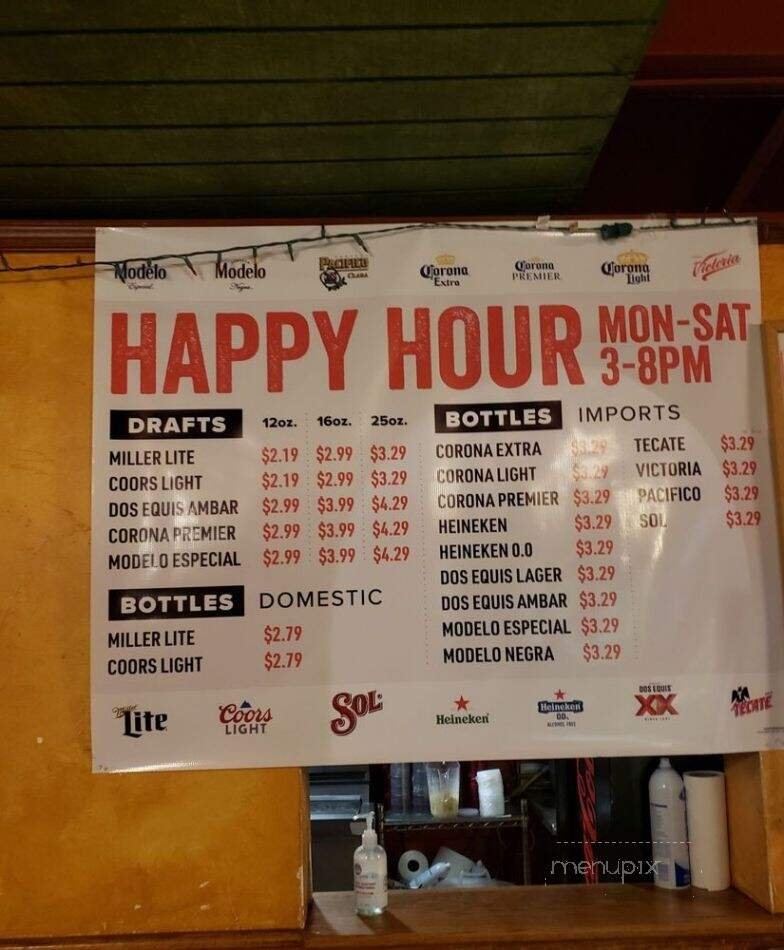 Modelo Especial
Modelo Negra
PACIFICO CLARA
Corona Extra
Corona PREMIER
Corona Light
Victoria
HAPPY HOUR MON-SAT
3-8PM
DRAFTS 12oz. 16oz. 25oz.
MILLER LITE $2.19 $2.99 $3.29
COORS LIGHT $2.19 $2.99 $3.29
DOS EQUIS AMBAR $2.99 $3.99 $4.29
CORONA PREMIER $2.99 $3.99 $4.29
MODELO ESPECIAL $2.99 $3.99 $4.29
BOTTLES DOMESTIC
MILLER LITE $2.79
COORS LIGHT $2.79
BOTTLES IMPORTS
CORONA EXTRA $3.29
CORONA LIGHT $3.29
CORONA PREMIER $3.29
HEINEKEN $3.29
HEINEKEN 0.0 $3.29
DOS EQUIS LAGER $3.29
DOS EQUIS AMBAR $3.29
MODELO ESPECIAL $3.29
MODELO NEGRA $3.29
TECATE $3.29
VICTORIA $3.29
PACIFICO $3.29
SOL $3.29
Miller Lite
Coors LIGHT
SOL
Heineken
Heineken 0.0 ALCOHOL FREE
DOS EQUIS XX
TECATE
menupix